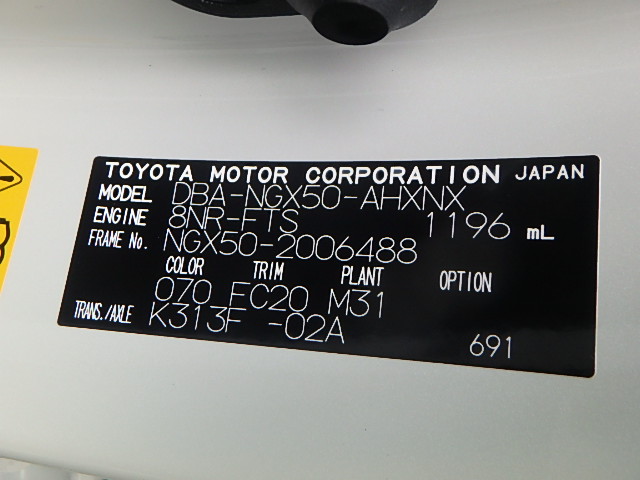 TOYOTA MOTOR CORPORATION JAPAN
MODEL DBA-NGX50-AHXNX
ENGINE 8NR-FTS 1196 mL
FRAME No. NGX50-2006488
COLOR TRIM PLANT OPTION
070 FC20 M31
TRANS./AXLE K313F -02A
691